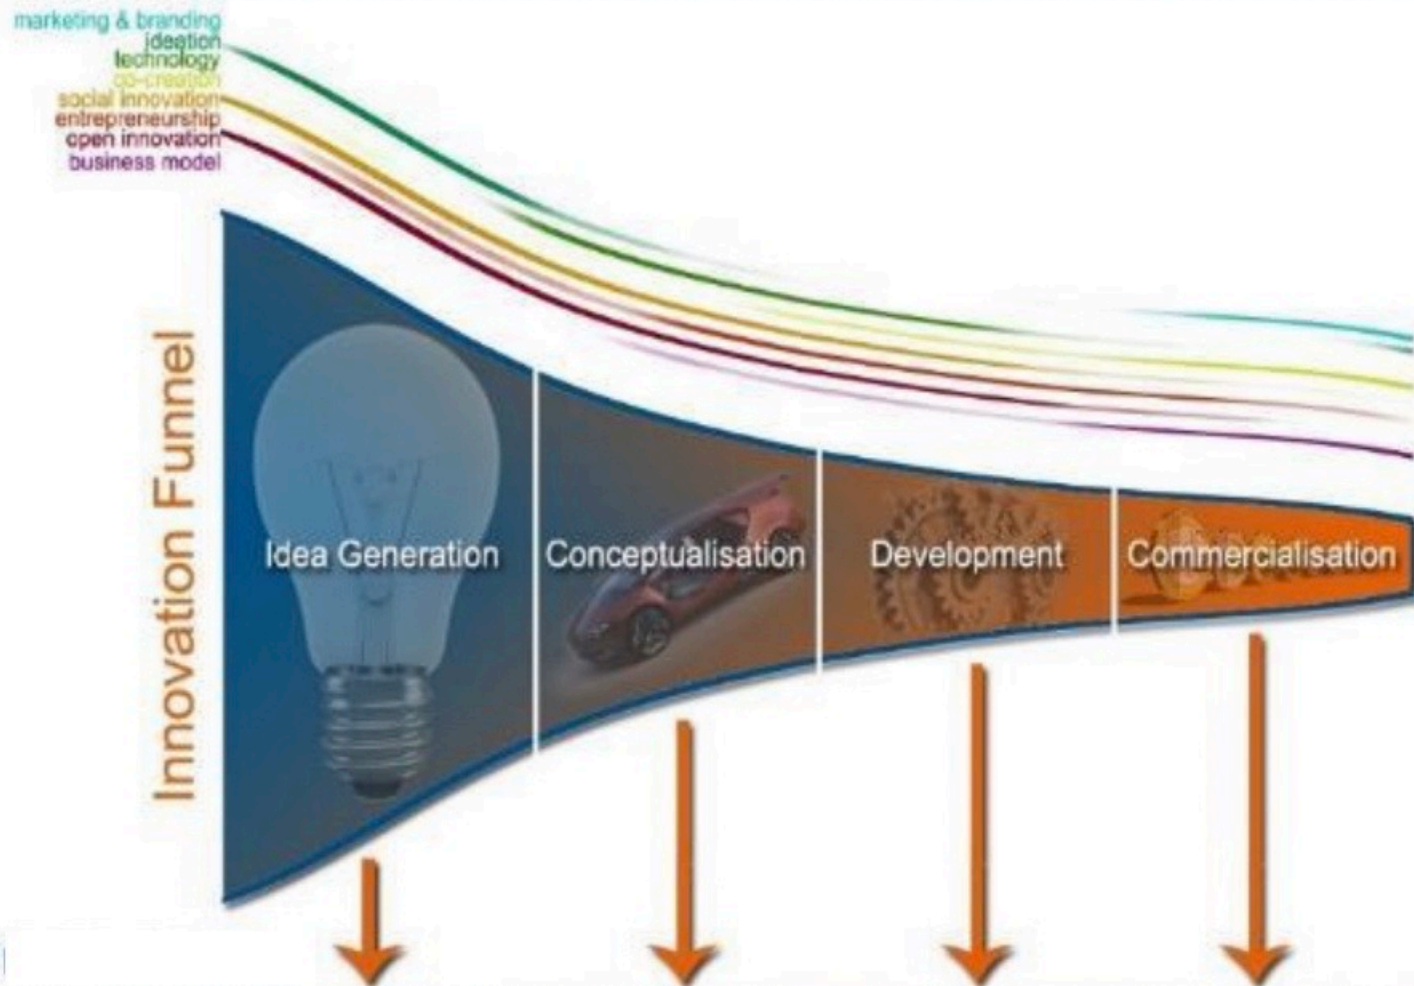 marketing & branding
ideation
technology
co-creation
social innovation
entrepreneurship
open innovation
business model
Innovation Funnel
Idea Generation
Conceptualisation
Development
Commercialisation